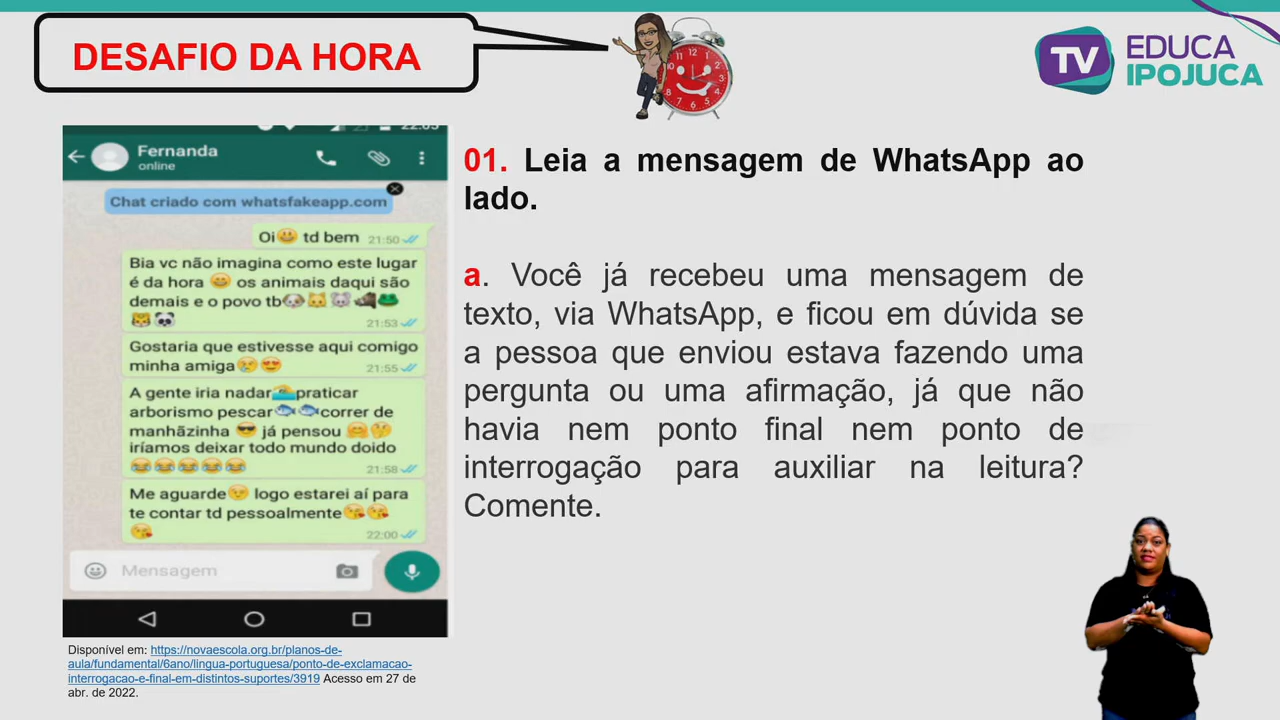 DESAFIO DA HORA
TV EDUCA
IPOJUCA
Fernanda
online
Chat criado com whatsfakeapp.com
Oi😃 td bem 21:50
Bia vc não imagina como este lugar
é da hora 😊 os animais daqui são
demais e o povo tb🐶🐱🐭🐗🐸
🐯🐼 21:53
Gostaria que estivesse aqui comigo
minha amiga😢😍 21:55
A gente iria nadar🏊praticar
arborismo pescar🐟🐟correr de
manhãzinha 😎 já pensou 🤗🤔
iríamos deixar todo mundo doido
😂😂😂😂😂 21:58
Me aguarde😉 logo estarei aí para
te contar td pessoalmente😘😘
😘 22:00
Mensagem
Disponível em: https://novaescola.org.br/planos-de-
aula/fundamental/6ano/lingua-portuguesa/ponto-de-exclamacao-
interrogacao-e-final-em-distintos-suportes/3919 Acesso em 27 de
abr. de 2022.
01. Leia a mensagem de WhatsApp ao
lado.
a. Você já recebeu uma mensagem de
texto, via WhatsApp, e ficou em dúvida se
a pessoa que enviou estava fazendo uma
pergunta ou uma afirmação, já que não
havia nem ponto final nem ponto de
interrogação para auxiliar na leitura?
Comente.